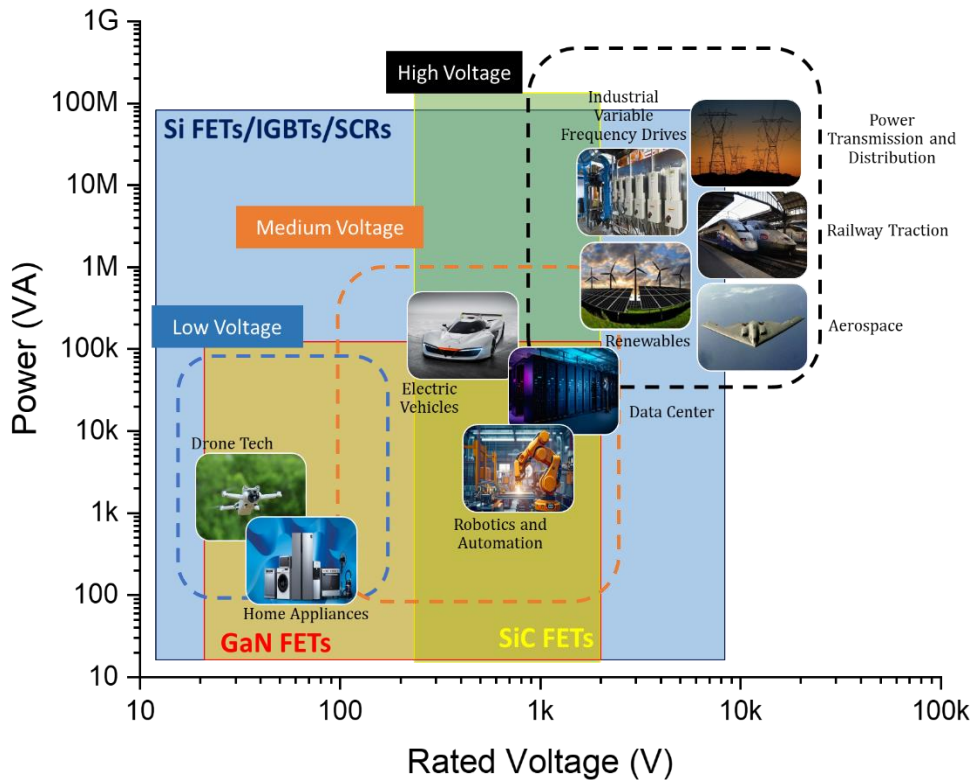 1G
100M
10M
1M
100k
10k
1k
100
10
Power (VA)
High Voltage
Si FETs/IGBTs/SCRs
Industrial
Variable
Frequency Drives
Power
Transmission and
Distribution
Medium Voltage
Railway Traction
Low Voltage
Renewables
Aerospace
Electric
Vehicles
Data Center
Drone Tech
Robotics and
Automation
Home Appliances
GaN FETs
SiC FETs
10
100
1k
10k
100k
Rated Voltage (V)